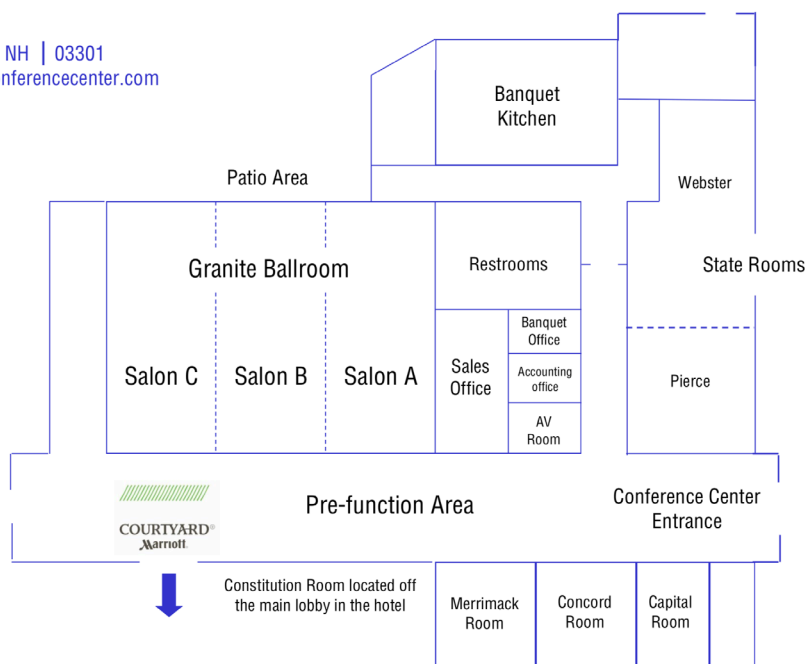 NH | 03301
nferencecenter.com
Banquet
Kitchen
Patio Area
Webster
Granite Ballroom
Restrooms
State Rooms
Banquet
Office
Salon C
Salon B
Salon A
Sales
Office
Accounting
office
Pierce
AV
Room
Pre-function Area
Conference Center
Entrance
COURTYARD®
Marriott
Constitution Room located off
the main lobby in the hotel
Merrimack
Room
Concord
Room
Capital
Room